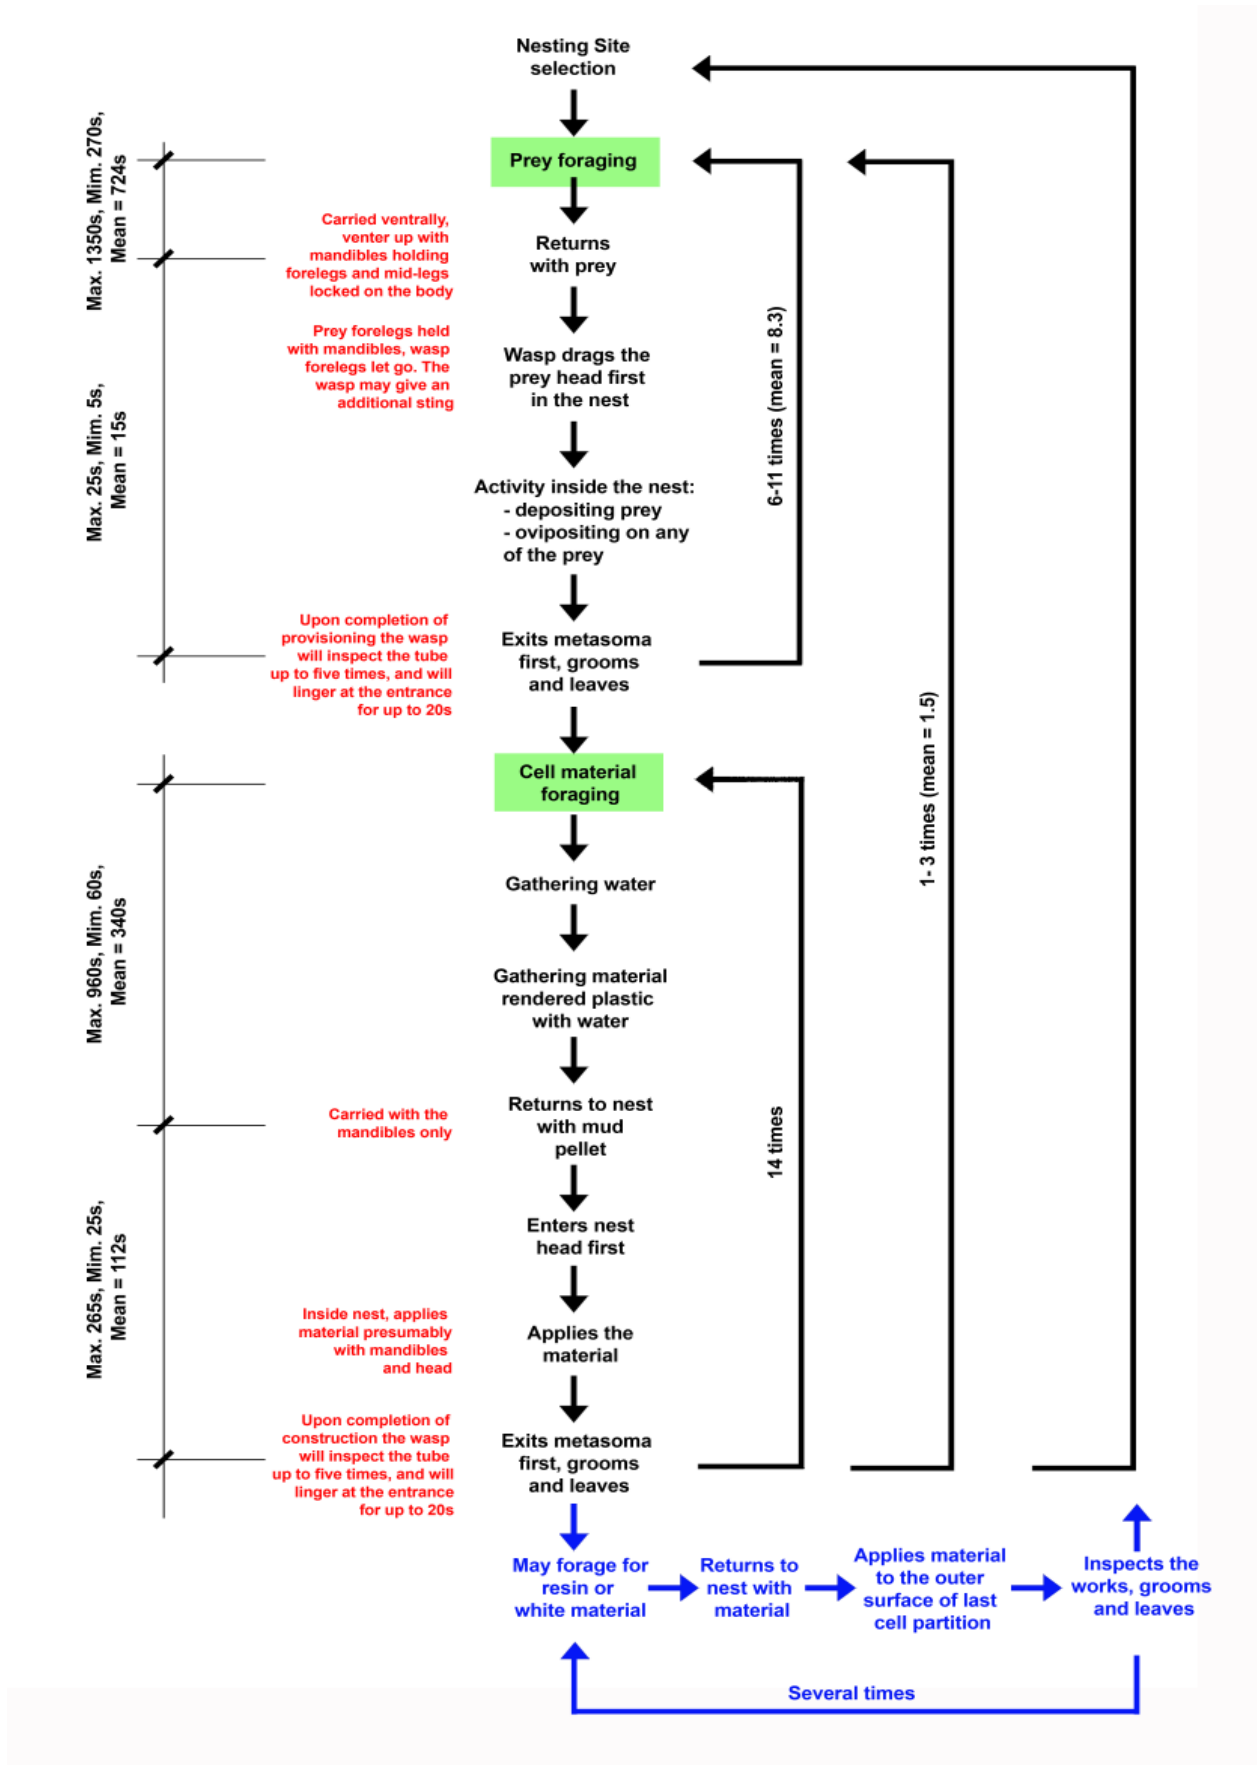 Nesting Site
selection
Prey foraging
Max. 1350s, Mim. 270s,
Mean = 724s
Carried ventrally,
venter up with
mandibles holding
forelegs and mid-legs
locked on the body
Returns
with prey
Prey forelegs held
with mandibles, wasp
forelegs let go. The
wasp may give an
additional sting
Wasp drags the
prey head first
in the nest
6-11 times (mean = 8.3)
Max. 25s, Mim. 5s,
Mean = 15s
Activity inside the nest:
- depositing prey
- ovipositing on any
of the prey
Upon completion of
provisioning the wasp
will inspect the tube
up to five times, and will
linger at the entrance
for up to 20s
Exits metasoma
first, grooms
and leaves
Cell material
foraging
1- 3 times (mean = 1.5)
Max. 960s, Mim. 60s,
Mean = 340s
Gathering water
Gathering material
rendered plastic
with water
Carried with the
mandibles only
Returns to nest
with mud
pellet
14 times
Enters nest
head first
Max. 265s, Mim. 25s,
Mean = 112s
Inside nest, applies
material presumably
with mandibles
and head
Applies the
material
Upon completion of
construction the wasp
will inspect the tube
up to five times, and will
linger at the entrance
for up to 20s
Exits metasoma
first, grooms
and leaves
May forage for
resin or
white material
Returns to
nest with
material
Applies material
to the outer
surface of last
cell partition
Inspects the
works, grooms
and leaves
Several times